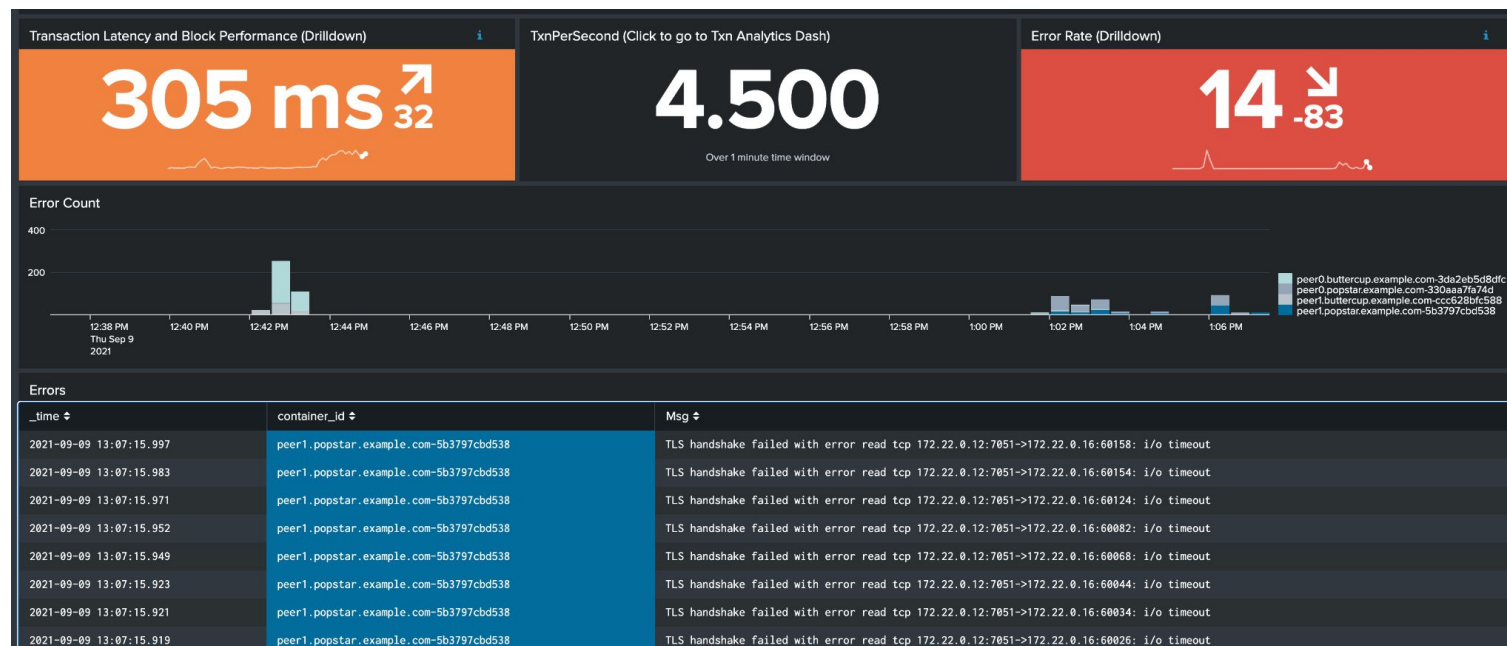 Transaction Latency and Block Performance (Drilldown) i
TxnPerSecond (Click to go to Txn Analytics Dash)
Error Rate (Drilldown) i
305 ms 32
4.500
Over 1 minute time window
14 -83
Error Count
400
200
12:38 PM 12:40 PM 12:42 PM 12:44 PM 12:46 PM 12:48 PM 12:50 PM 12:52 PM 12:54 PM 12:56 PM 12:58 PM 1:00 PM 1:02 PM 1:04 PM 1:06 PM
Thu Sep 9
2021
peer0.buttercup.example.com-3da2eb5d8dfc
peer0.popstar.example.com-330aaa7fa74d
peer1.buttercup.example.com-ccc628bfc588
peer1.popstar.example.com-5b3797cbd538
Errors
_time container_id Msg
2021-09-09 13:07:15.997 peer1.popstar.example.com-5b3797cbd538 TLS handshake failed with error read tcp 172.22.0.12:7051->172.22.0.16:60158: i/o timeout
2021-09-09 13:07:15.983 peer1.popstar.example.com-5b3797cbd538 TLS handshake failed with error read tcp 172.22.0.12:7051->172.22.0.16:60154: i/o timeout
2021-09-09 13:07:15.971 peer1.popstar.example.com-5b3797cbd538 TLS handshake failed with error read tcp 172.22.0.12:7051->172.22.0.16:60124: i/o timeout
2021-09-09 13:07:15.952 peer1.popstar.example.com-5b3797cbd538 TLS handshake failed with error read tcp 172.22.0.12:7051->172.22.0.16:60082: i/o timeout
2021-09-09 13:07:15.949 peer1.popstar.example.com-5b3797cbd538 TLS handshake failed with error read tcp 172.22.0.12:7051->172.22.0.16:60068: i/o timeout
2021-09-09 13:07:15.923 peer1.popstar.example.com-5b3797cbd538 TLS handshake failed with error read tcp 172.22.0.12:7051->172.22.0.16:60044: i/o timeout
2021-09-09 13:07:15.921 peer1.popstar.example.com-5b3797cbd538 TLS handshake failed with error read tcp 172.22.0.12:7051->172.22.0.16:60034: i/o timeout
2021-09-09 13:07:15.919 peer1.popstar.example.com-5b3797cbd538 TLS handshake failed with error read tcp 172.22.0.12:7051->172.22.0.16:60026: i/o timeout